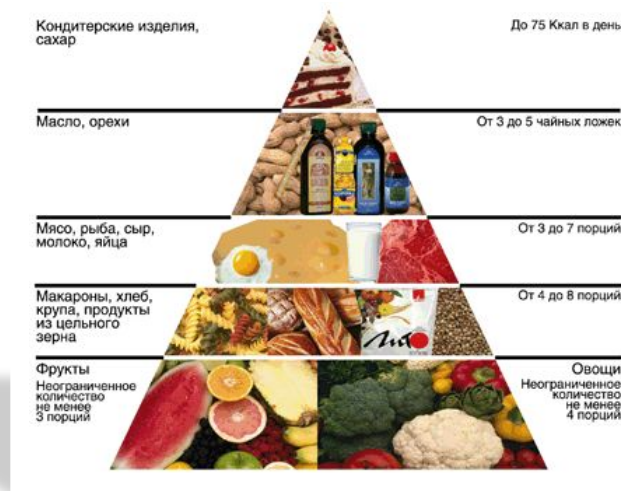 Кондитерские изделия,
сахар
До 75 Ккал в день
Масло, орехи
От 3 до 5 чайных ложек
Мясо, рыба, сыр,
молоко, яйца
От 3 до 7 порций
Макароны, хлеб,
крупа, продукты
из цельного
зерна
От 4 до 8 порций
Фрукты
Неограниченное
количество
не менее
3 порций
Овощи
Неограниченное
количество
не менее
4 порций